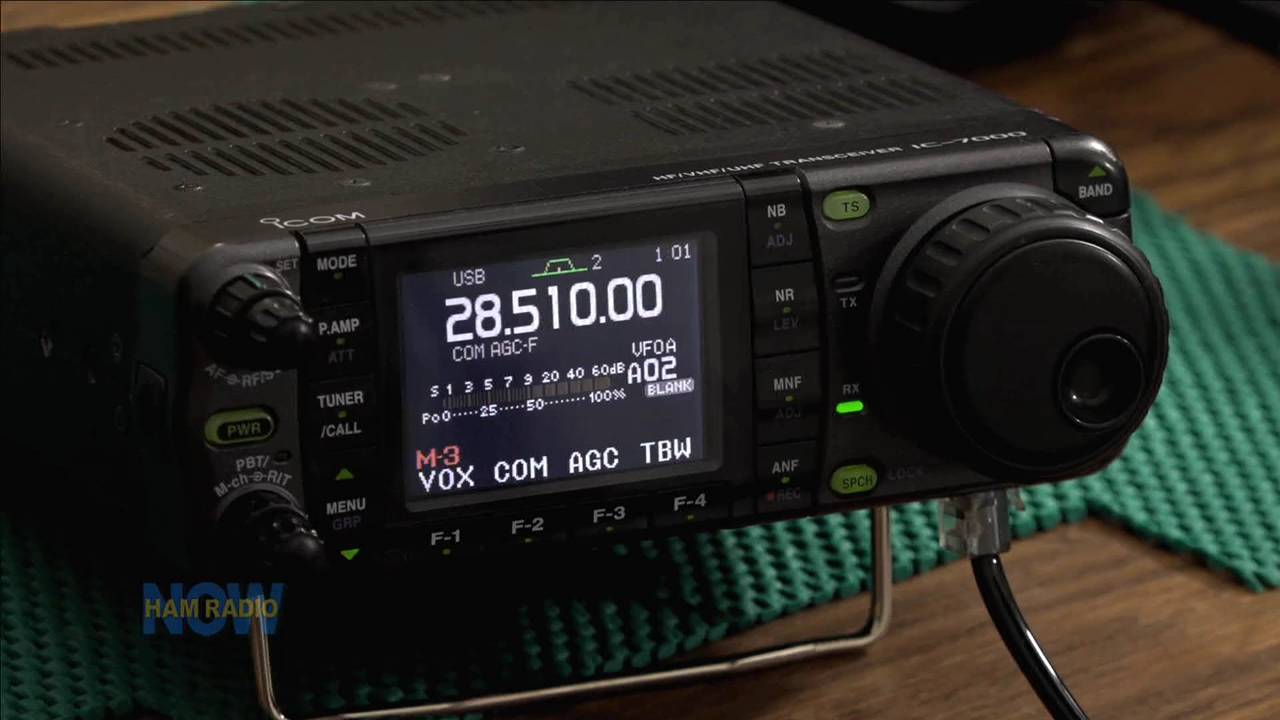 HF/VHF/UHF TRANSCEIVER IC-7000
ICOM
BAND
TS
NB
ADJ
SET
MODE
USB
2
1:01
28.510.00
COM AGC-F
VFOA
A02
BLANK
S 1 3 5 7 9 20 40 60dB
Po0.....25.....50.......100%
M-3
VOX COM AGC TBW
P.AMP
ATT
AF RF/SQL
TUNER
/CALL
PWR
PBT/
M-ch RIT
MENU
GRP
NR
LEV
TX
MNF
ADJ
RX
ANF
REC
SPCH
LOCK
F-1 F-2 F-3 F-4
NOW
HAM RADIO